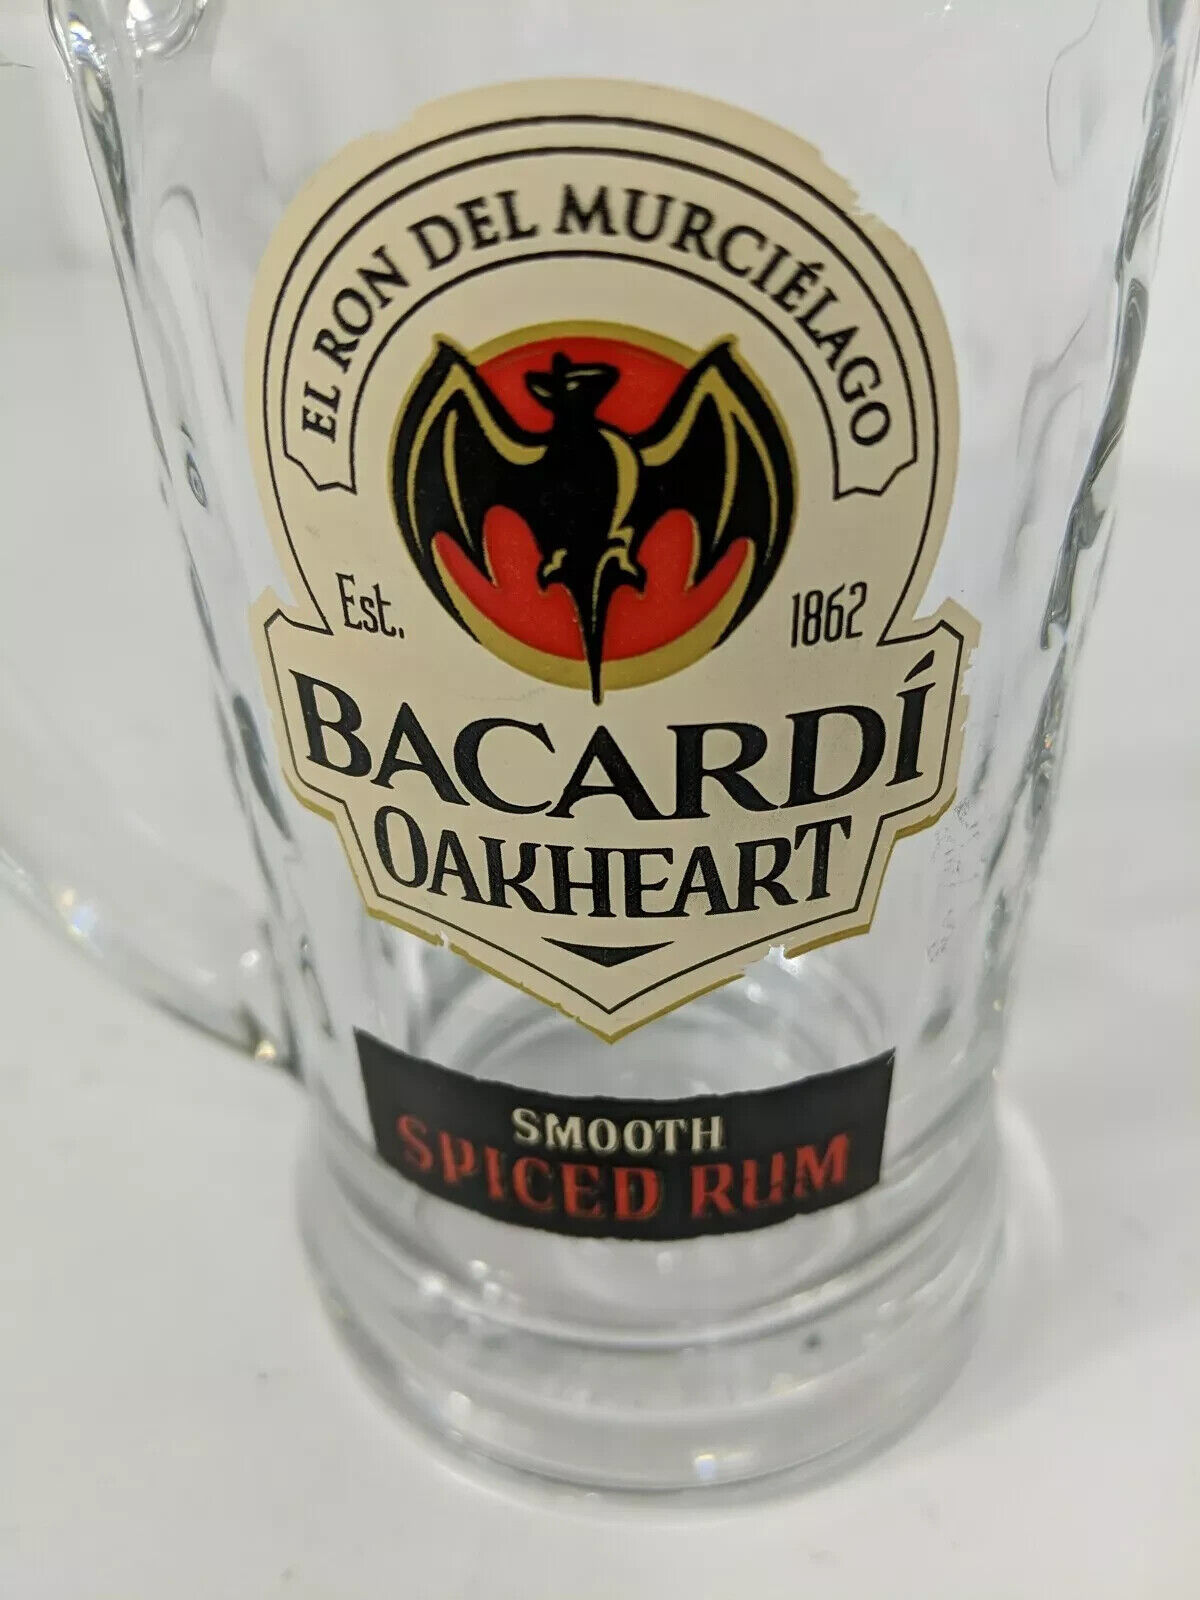 EL RON DEL MURCIÉLAGO
Est. 1862
BACARDÍ
OAKHEART
SMOOTH
SPICED RUM